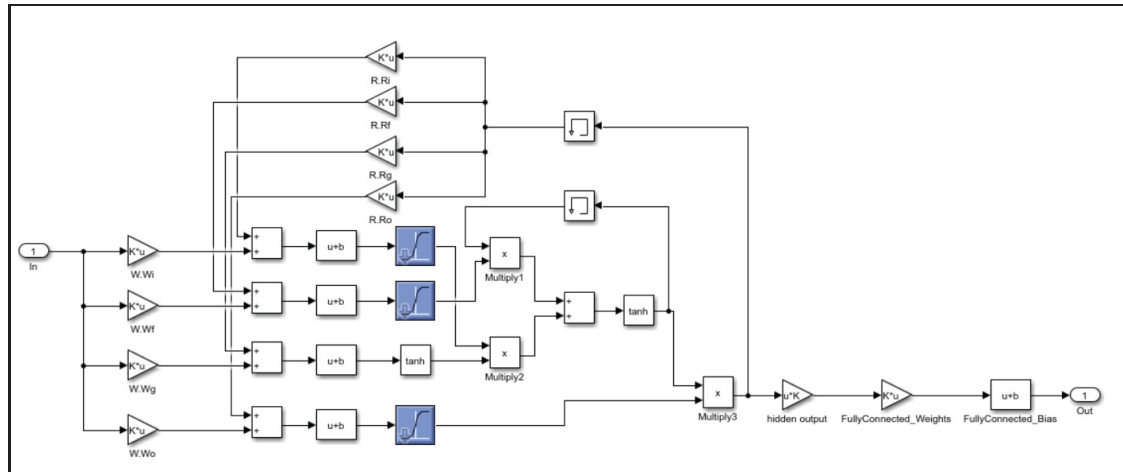 K*u
R.Ri
K*u
R.Rf
K*u
R.Rg
K*u
R.Ro
1
In
K*u
W.Wi
+
+
u+b
x
Multiply1
K*u
W.Wf
+
+
u+b
+
+
tanh
K*u
W.Wg
+
+
u+b
tanh
x
Multiply2
K*u
W.Wo
+
+
u+b
x
Multiply3
u*K
hidden output
K*u
FullyConnected_Weights
u+b
FullyConnected_Bias
1
Out